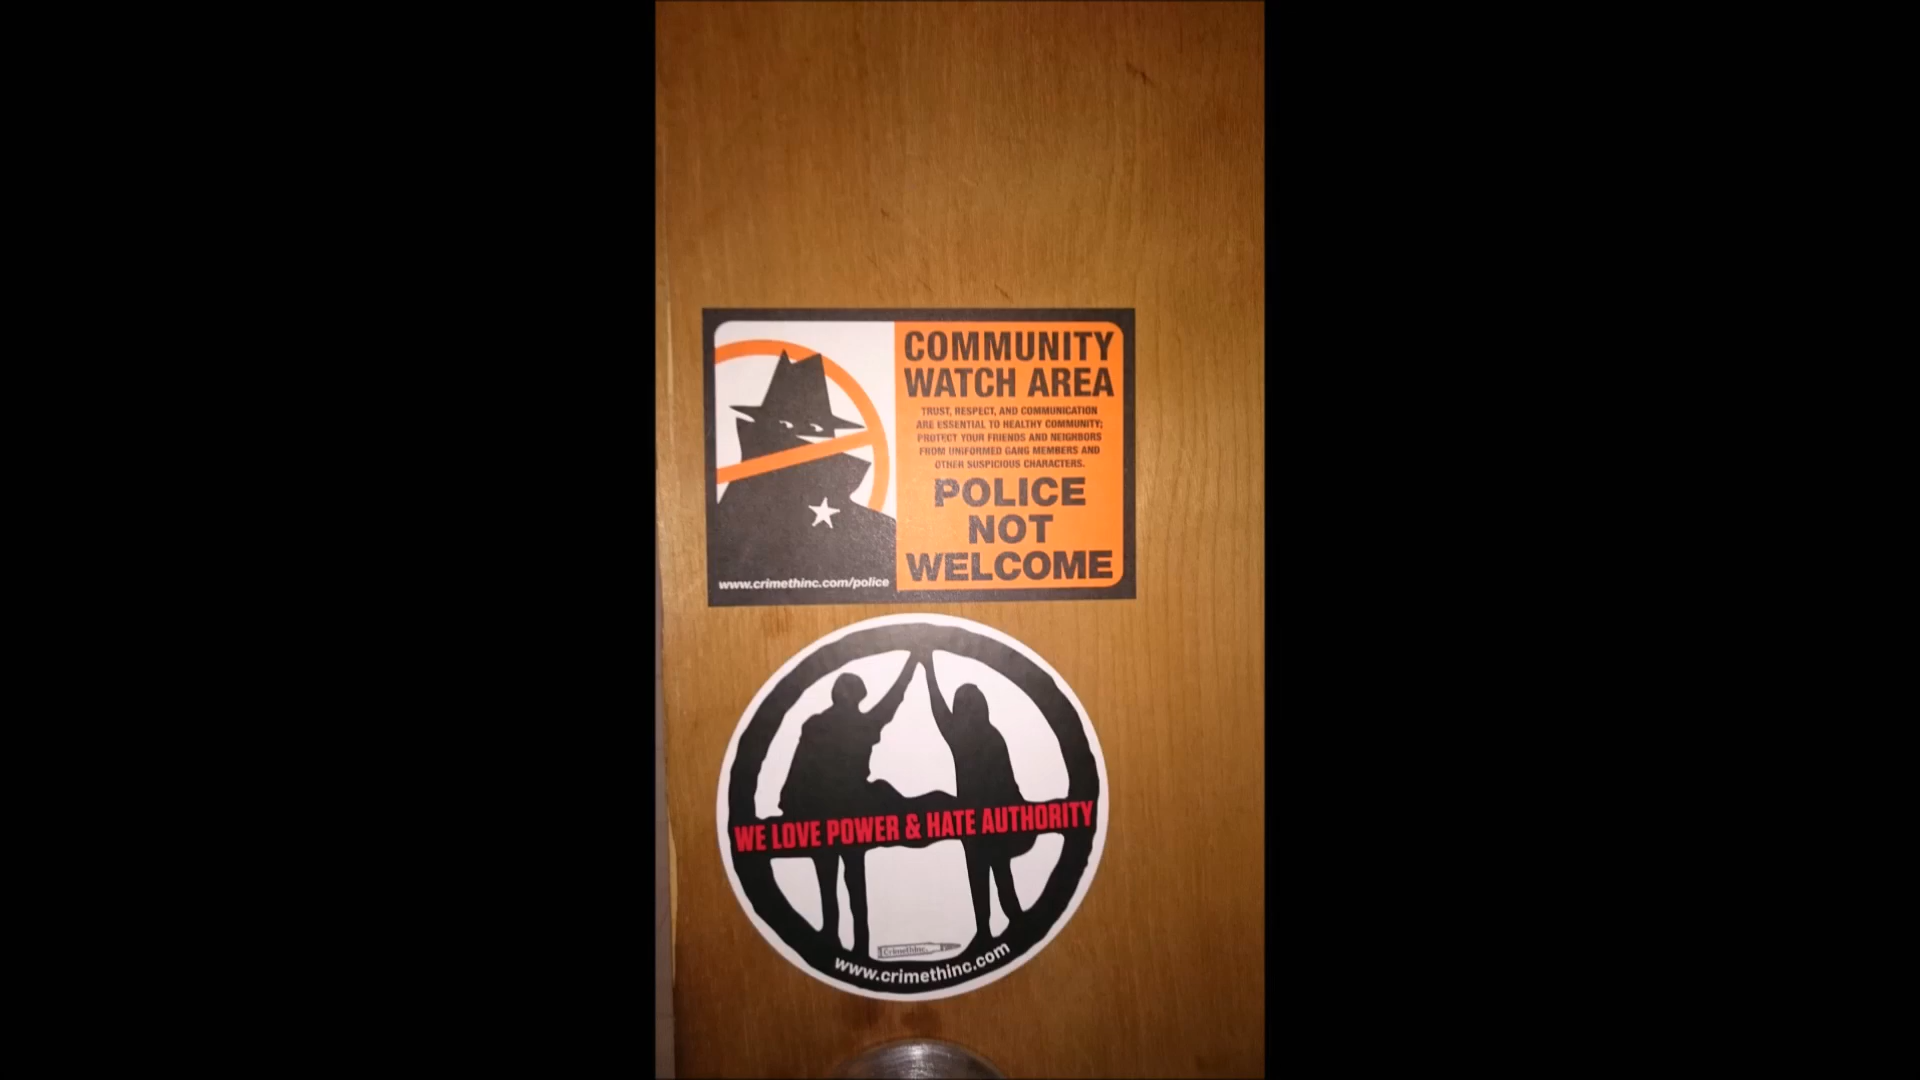 COMMUNITY
WATCH AREA
TRUST, RESPECT, AND COMMUNICATION
ARE ESSENTIAL TO HEALTHY COMMUNITY;
PROTECT YOUR FRIENDS AND NEIGHBORS
FROM UNIFORMED GANG MEMBERS AND
OTHER SUSPICIOUS CHARACTERS.
POLICE
NOT
WELCOME
www.crimethinc.com/police
WE LOVE POWER & HATE AUTHORITY
CrimethInc.
www.crimethinc.com